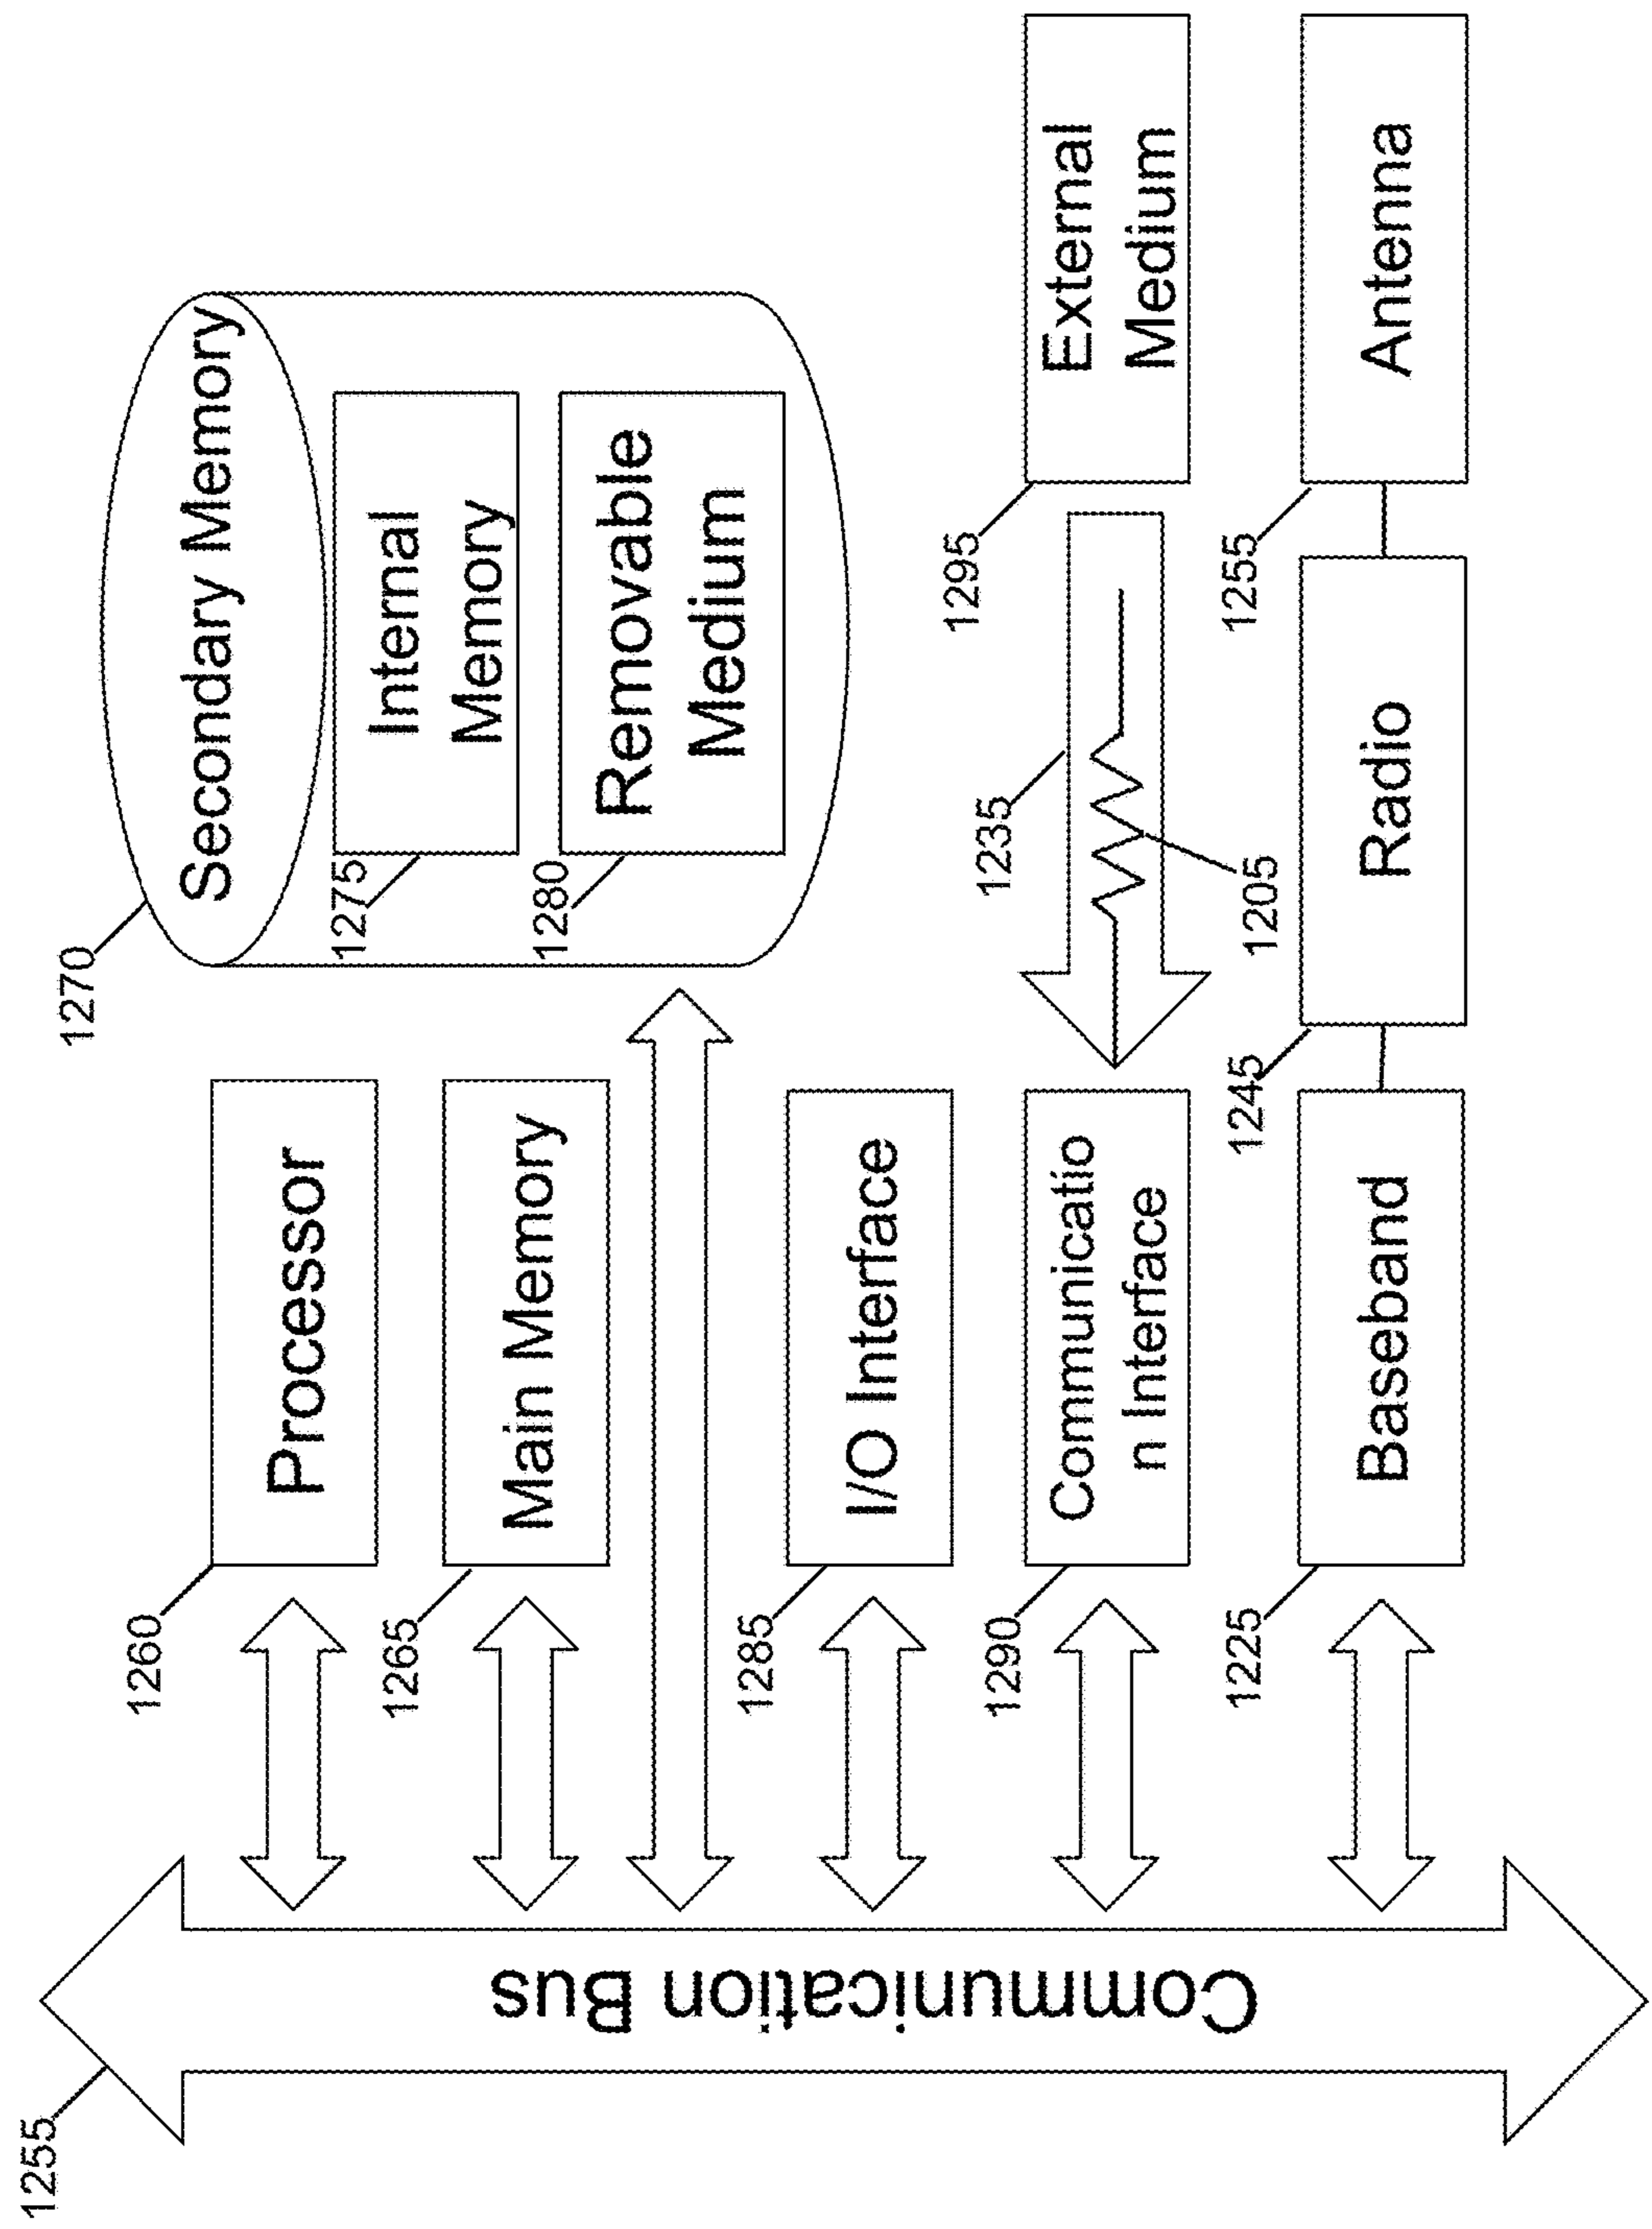 1255
Communication Bus
1260
Processor
1265
Main Memory
1270
Secondary Memory
1275
Internal
Memory
1280
Removable
Medium
1285
I/O Interface
1290
Communicatio
n Interface
1235
1205
1295
External
Medium
1225
Baseband
1245
Radio
1255
Antenna